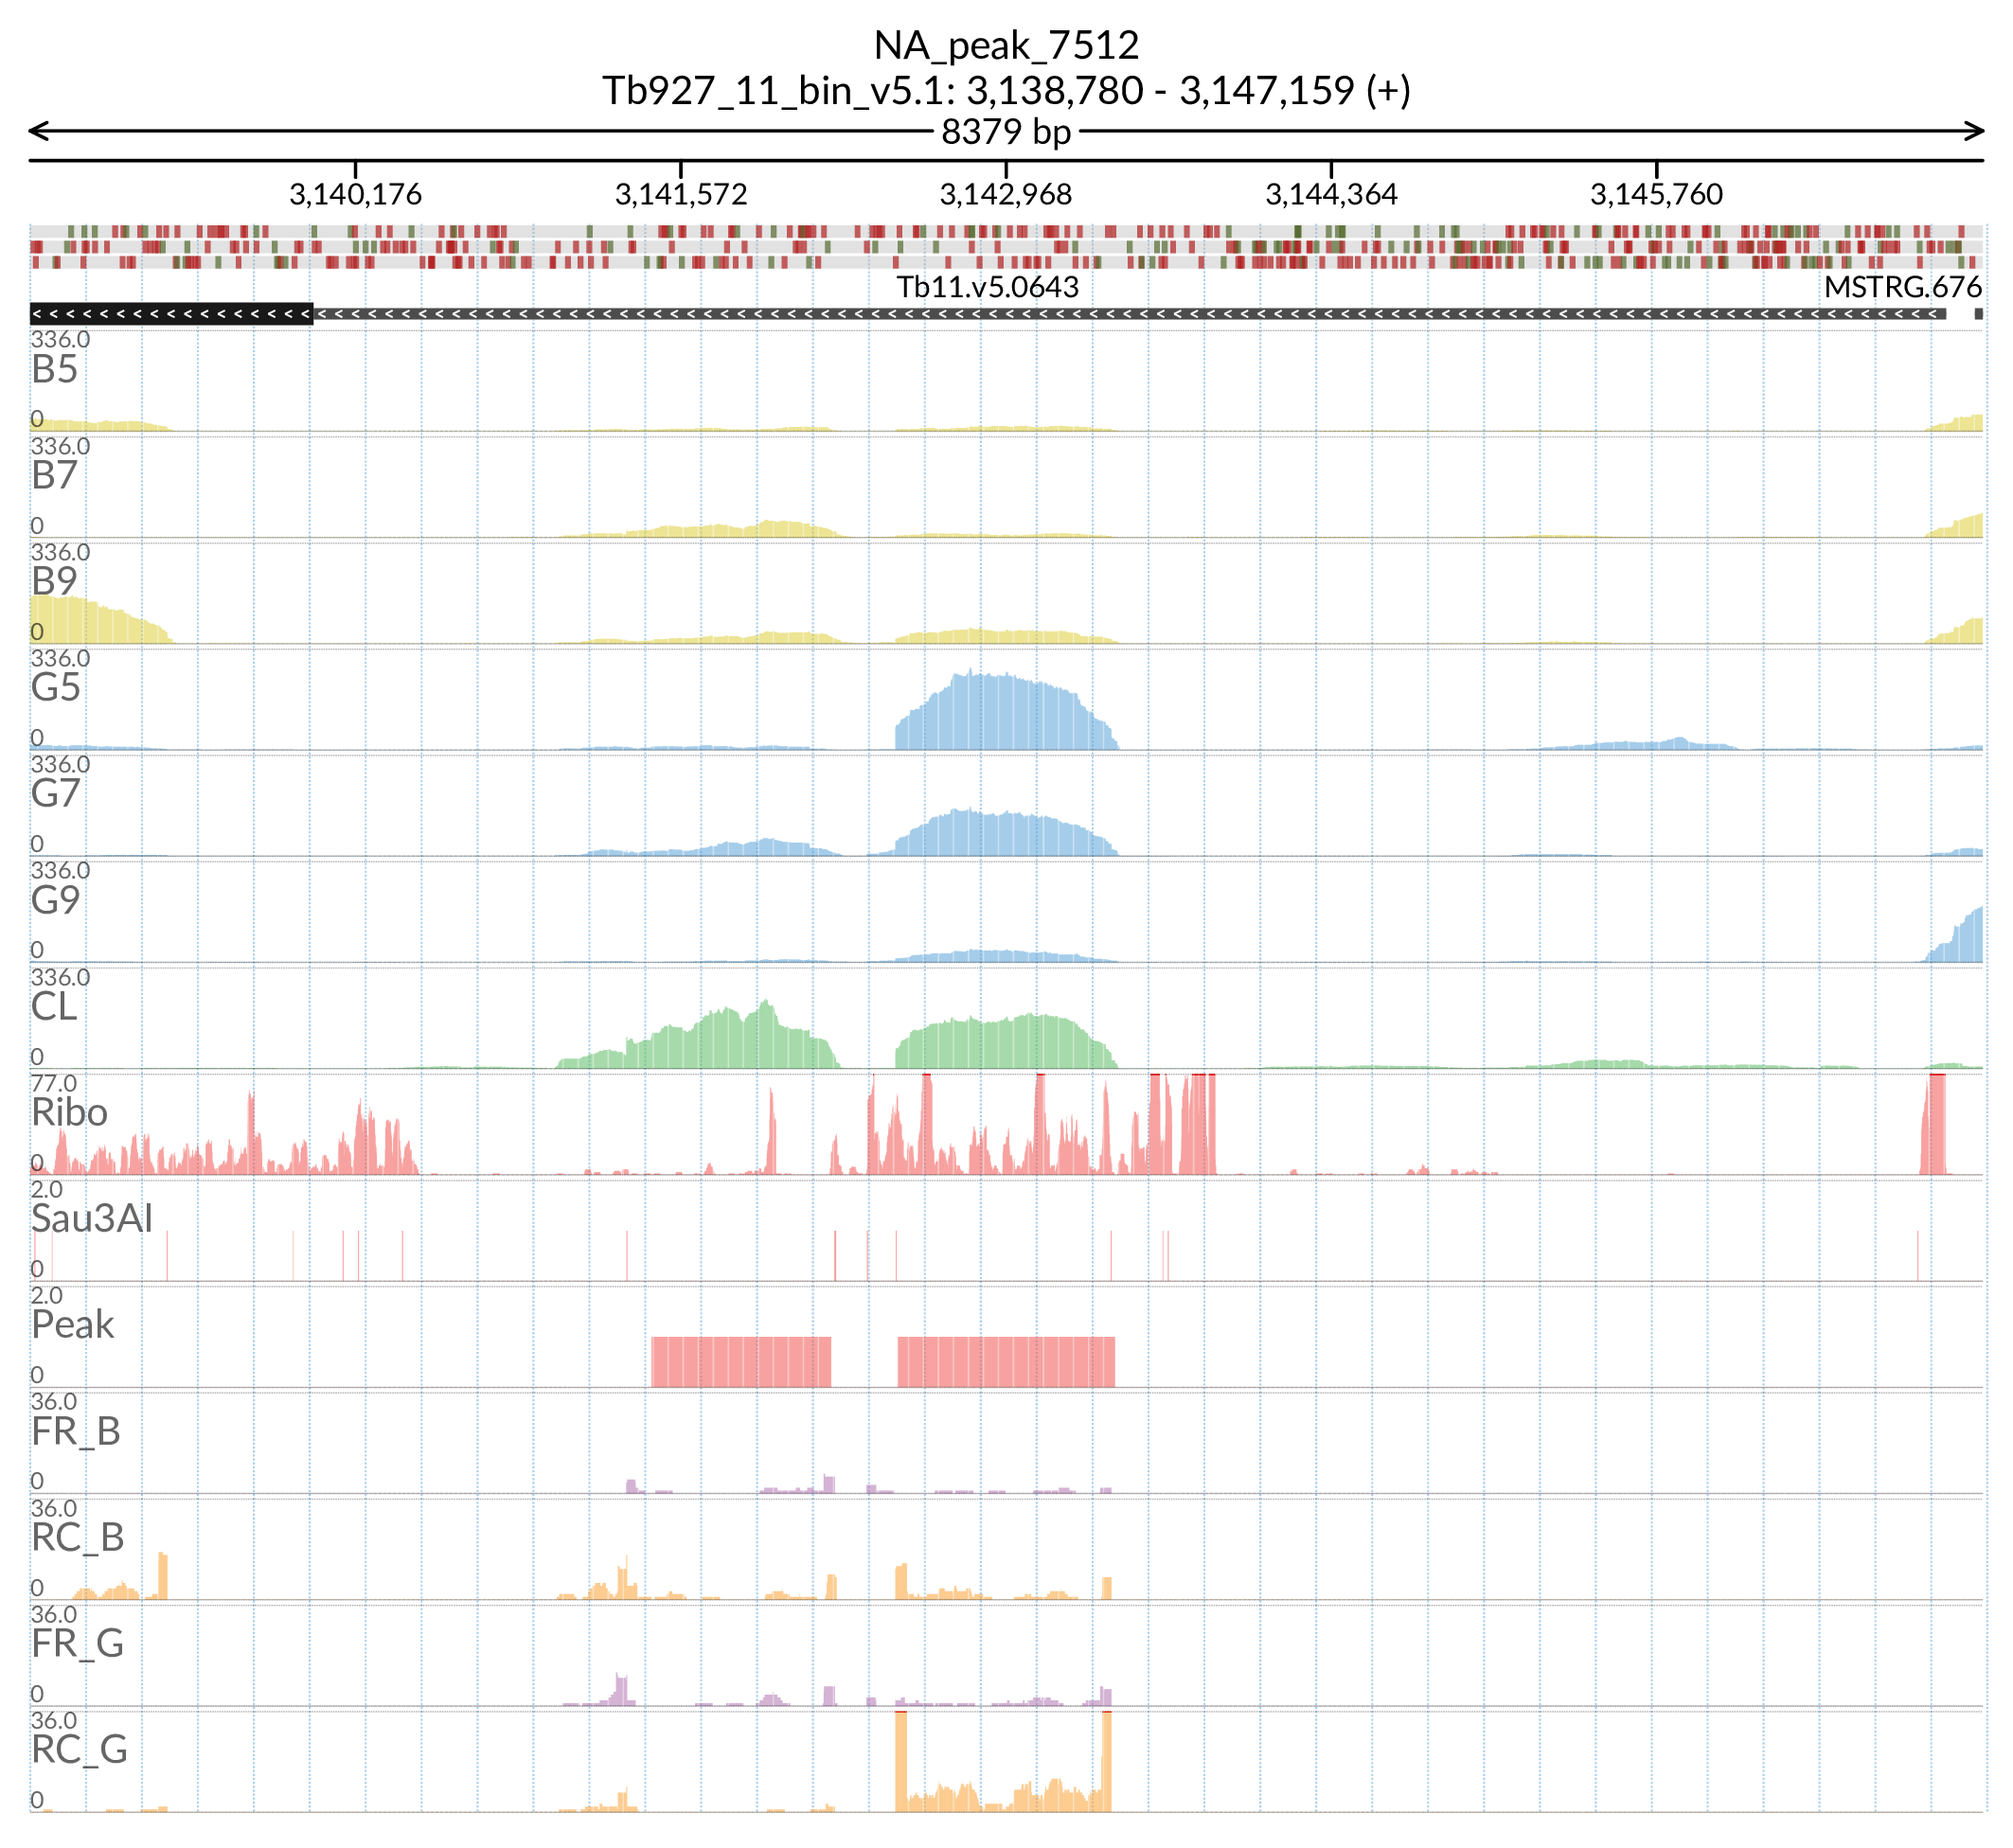 NA_peak_7512
Tb927_11_bin_v5.1: 3,138,780 - 3,147,159 (+)
8379 bp
3,140,176 3,141,572 3,142,968 3,144,364 3,145,760
Tb11.v5.0643 MSTRG.676
336.0
B5
0
336.0
B7
0
336.0
B9
0
336.0
G5
0
336.0
G7
0
336.0
G9
0
336.0
CL
0
77.0
Ribo
0
2.0
Sau3AI
0
2.0
Peak
0
36.0
FR_B
0
36.0
RC_B
0
36.0
FR_G
0
36.0
RC_G
0